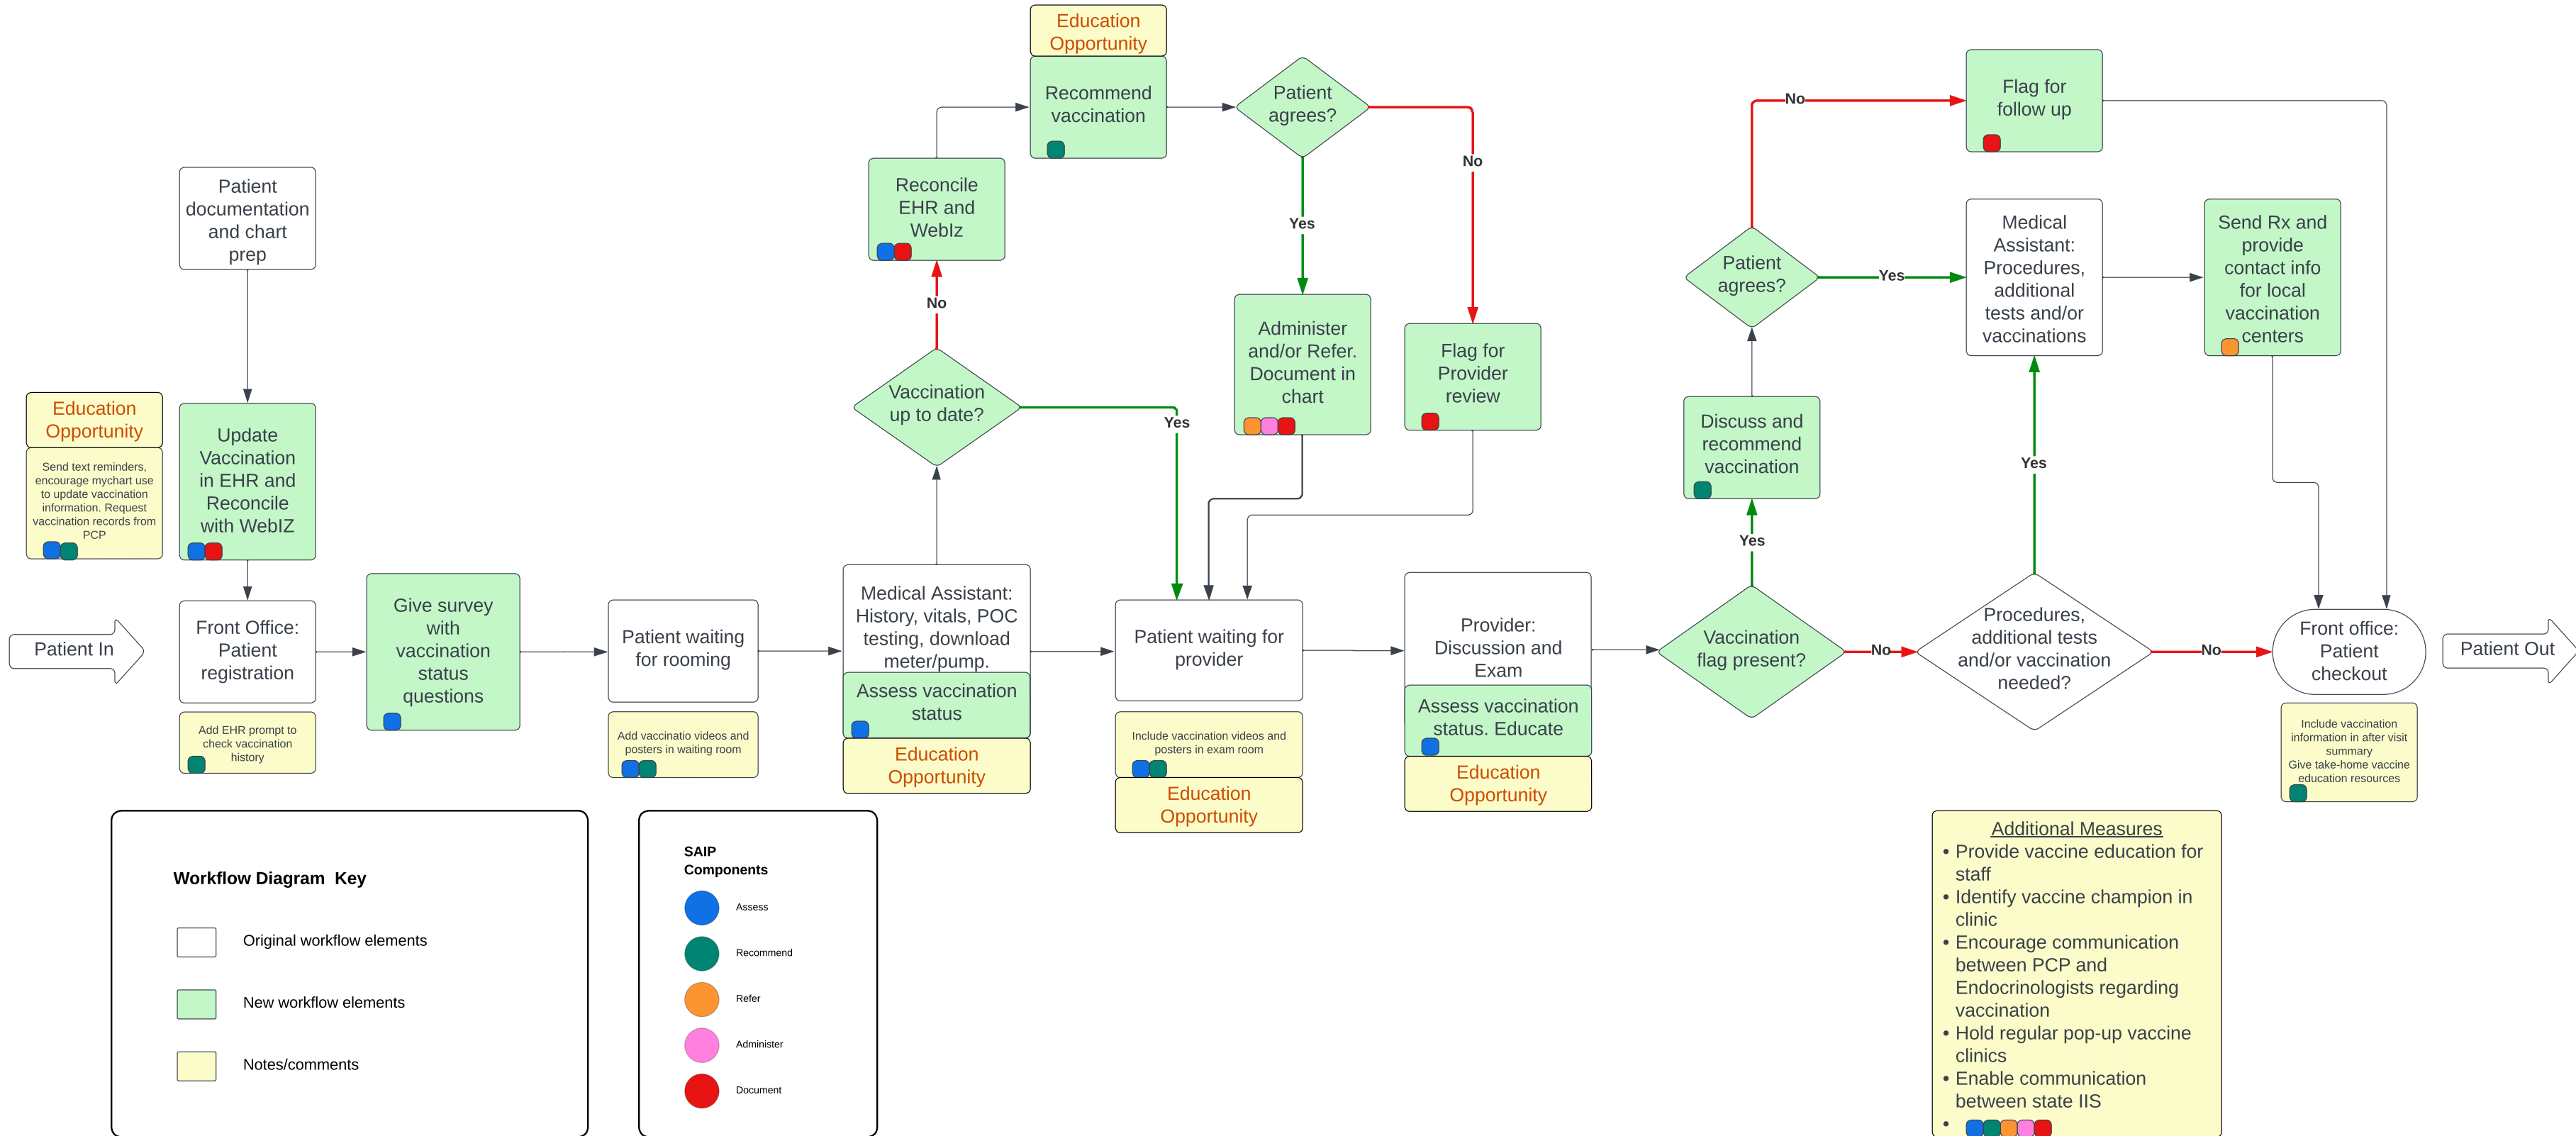 Education
Opportunity
Recommend
vaccination
Patient
agrees?
No
Yes
Reconcile
EHR and
WebIz
No
Vaccination
up to date?
Yes
Administer
and/or Refer.
Document in
chart
Flag for
Provider
review
No
Flag for
follow up
Patient
agrees?
Yes
Medical
Assistant:
Procedures,
additional
tests and/or
vaccinations
Send Rx and
provide
contact info
for local
vaccination
centers
Discuss and
recommend
vaccination
Yes
Yes
Patient
documentation
and chart
prep
Education
Opportunity
Send text reminders,
encourage mychart use
to update vaccination
information. Request
vaccination records from
PCP
Update
Vaccination
in EHR and
Reconcile
with WebIZ
Patient In
Front Office:
Patient
registration
Add EHR prompt to
check vaccination
history
Give survey
with
vaccination
status
questions
Patient waiting
for rooming
Add vaccinatio videos and
posters in waiting room
Medical Assistant:
History, vitals, POC
testing, download
meter/pump.
Assess vaccination
status
Education
Opportunity
Patient waiting for
provider
Include vaccination videos and
posters in exam room
Education
Opportunity
Provider:
Discussion and
Exam
Assess vaccination
status. Educate
Education
Opportunity
Vaccination
flag present?
No
Procedures,
additional tests
and/or vaccination
needed?
No
Front office:
Patient
checkout
Patient Out
Include vaccination
information in after visit
summary
Give take-home vaccine
education resources
Workflow Diagram  Key
Original workflow elements
New workflow elements
Notes/comments
SAIP
Components
Assess
Recommend
Refer
Administer
Document
Additional Measures
• Provide vaccine education for
staff
• Identify vaccine champion in
clinic
• Encourage communication
between PCP and
Endocrinologists regarding
vaccination
• Hold regular pop-up vaccine
clinics
• Enable communication
between state IIS
•